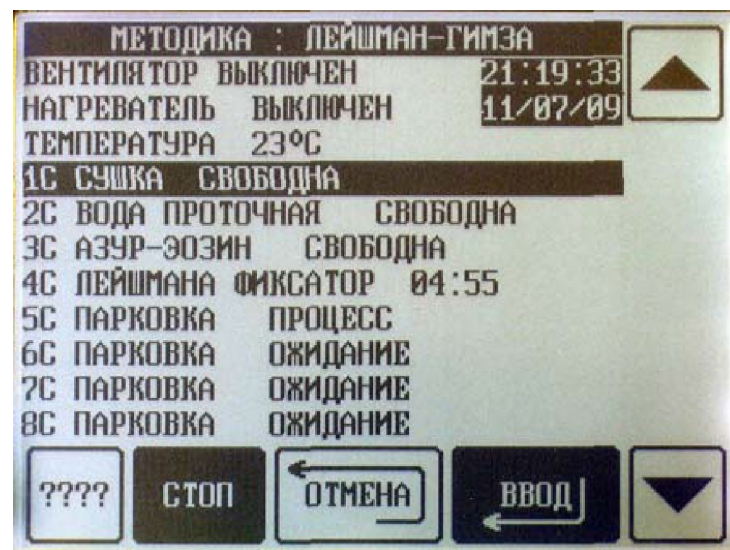 МЕТОДИКА : ЛЕЙШМАН-ГИМЗА
ВЕНТИЛЯТОР ВЫКЛЮЧЕН 21:19:33
НАГРЕВАТЕЛЬ ВЫКЛЮЧЕН 11/07/09
ТЕМПЕРАТУРА 23ºC
1С СУШКА СВОБОДНА
2С ВОДА ПРОТОЧНАЯ СВОБОДНА
3С АЗУР-ЭОЗИН СВОБОДНА
4С ЛЕЙШМАНА ФИКСАТОР 04:55
5С ПАРКОВКА ПРОЦЕСС
6С ПАРКОВКА ОЖИДАНИЕ
7С ПАРКОВКА ОЖИДАНИЕ
8С ПАРКОВКА ОЖИДАНИЕ
???? СТОП ОТМЕНА ВВОД